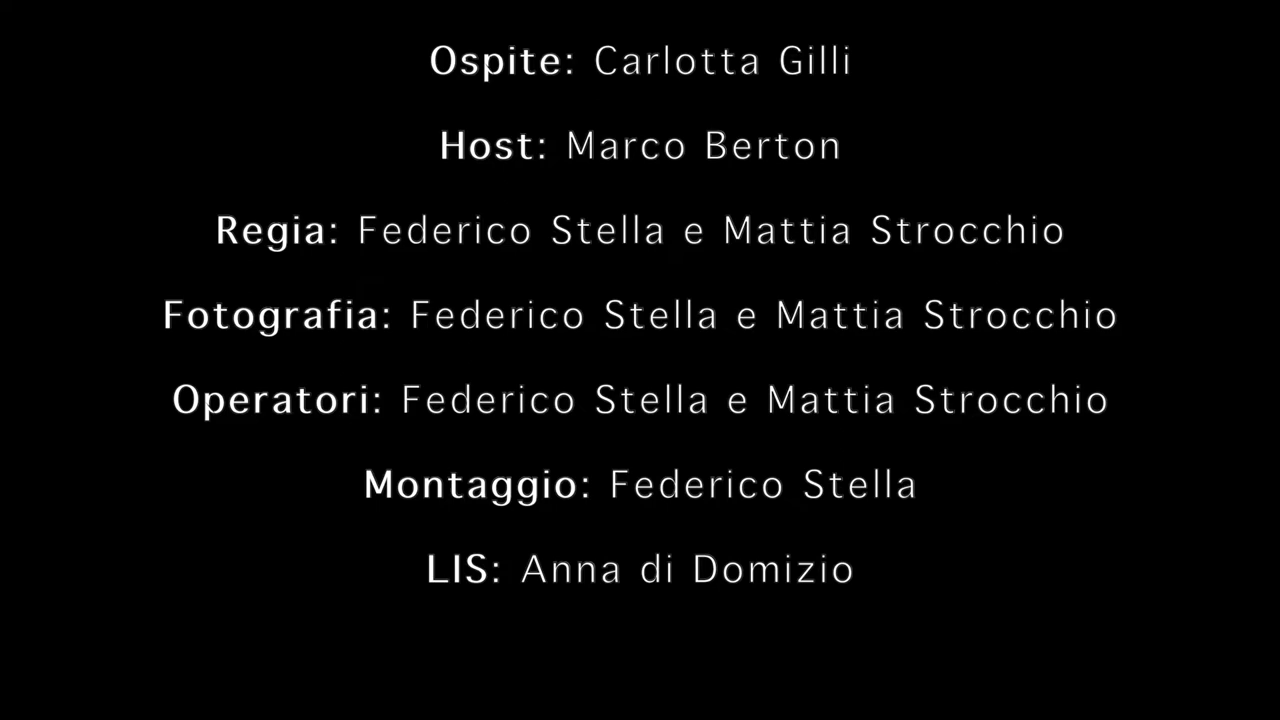 Ospite: Carlotta Gilli
Host: Marco Berton
Regia: Federico Stella e Mattia Strocchio
Fotografia: Federico Stella e Mattia Strocchio
Operatori: Federico Stella e Mattia Strocchio
Montaggio: Federico Stella
LIS: Anna di Domizio